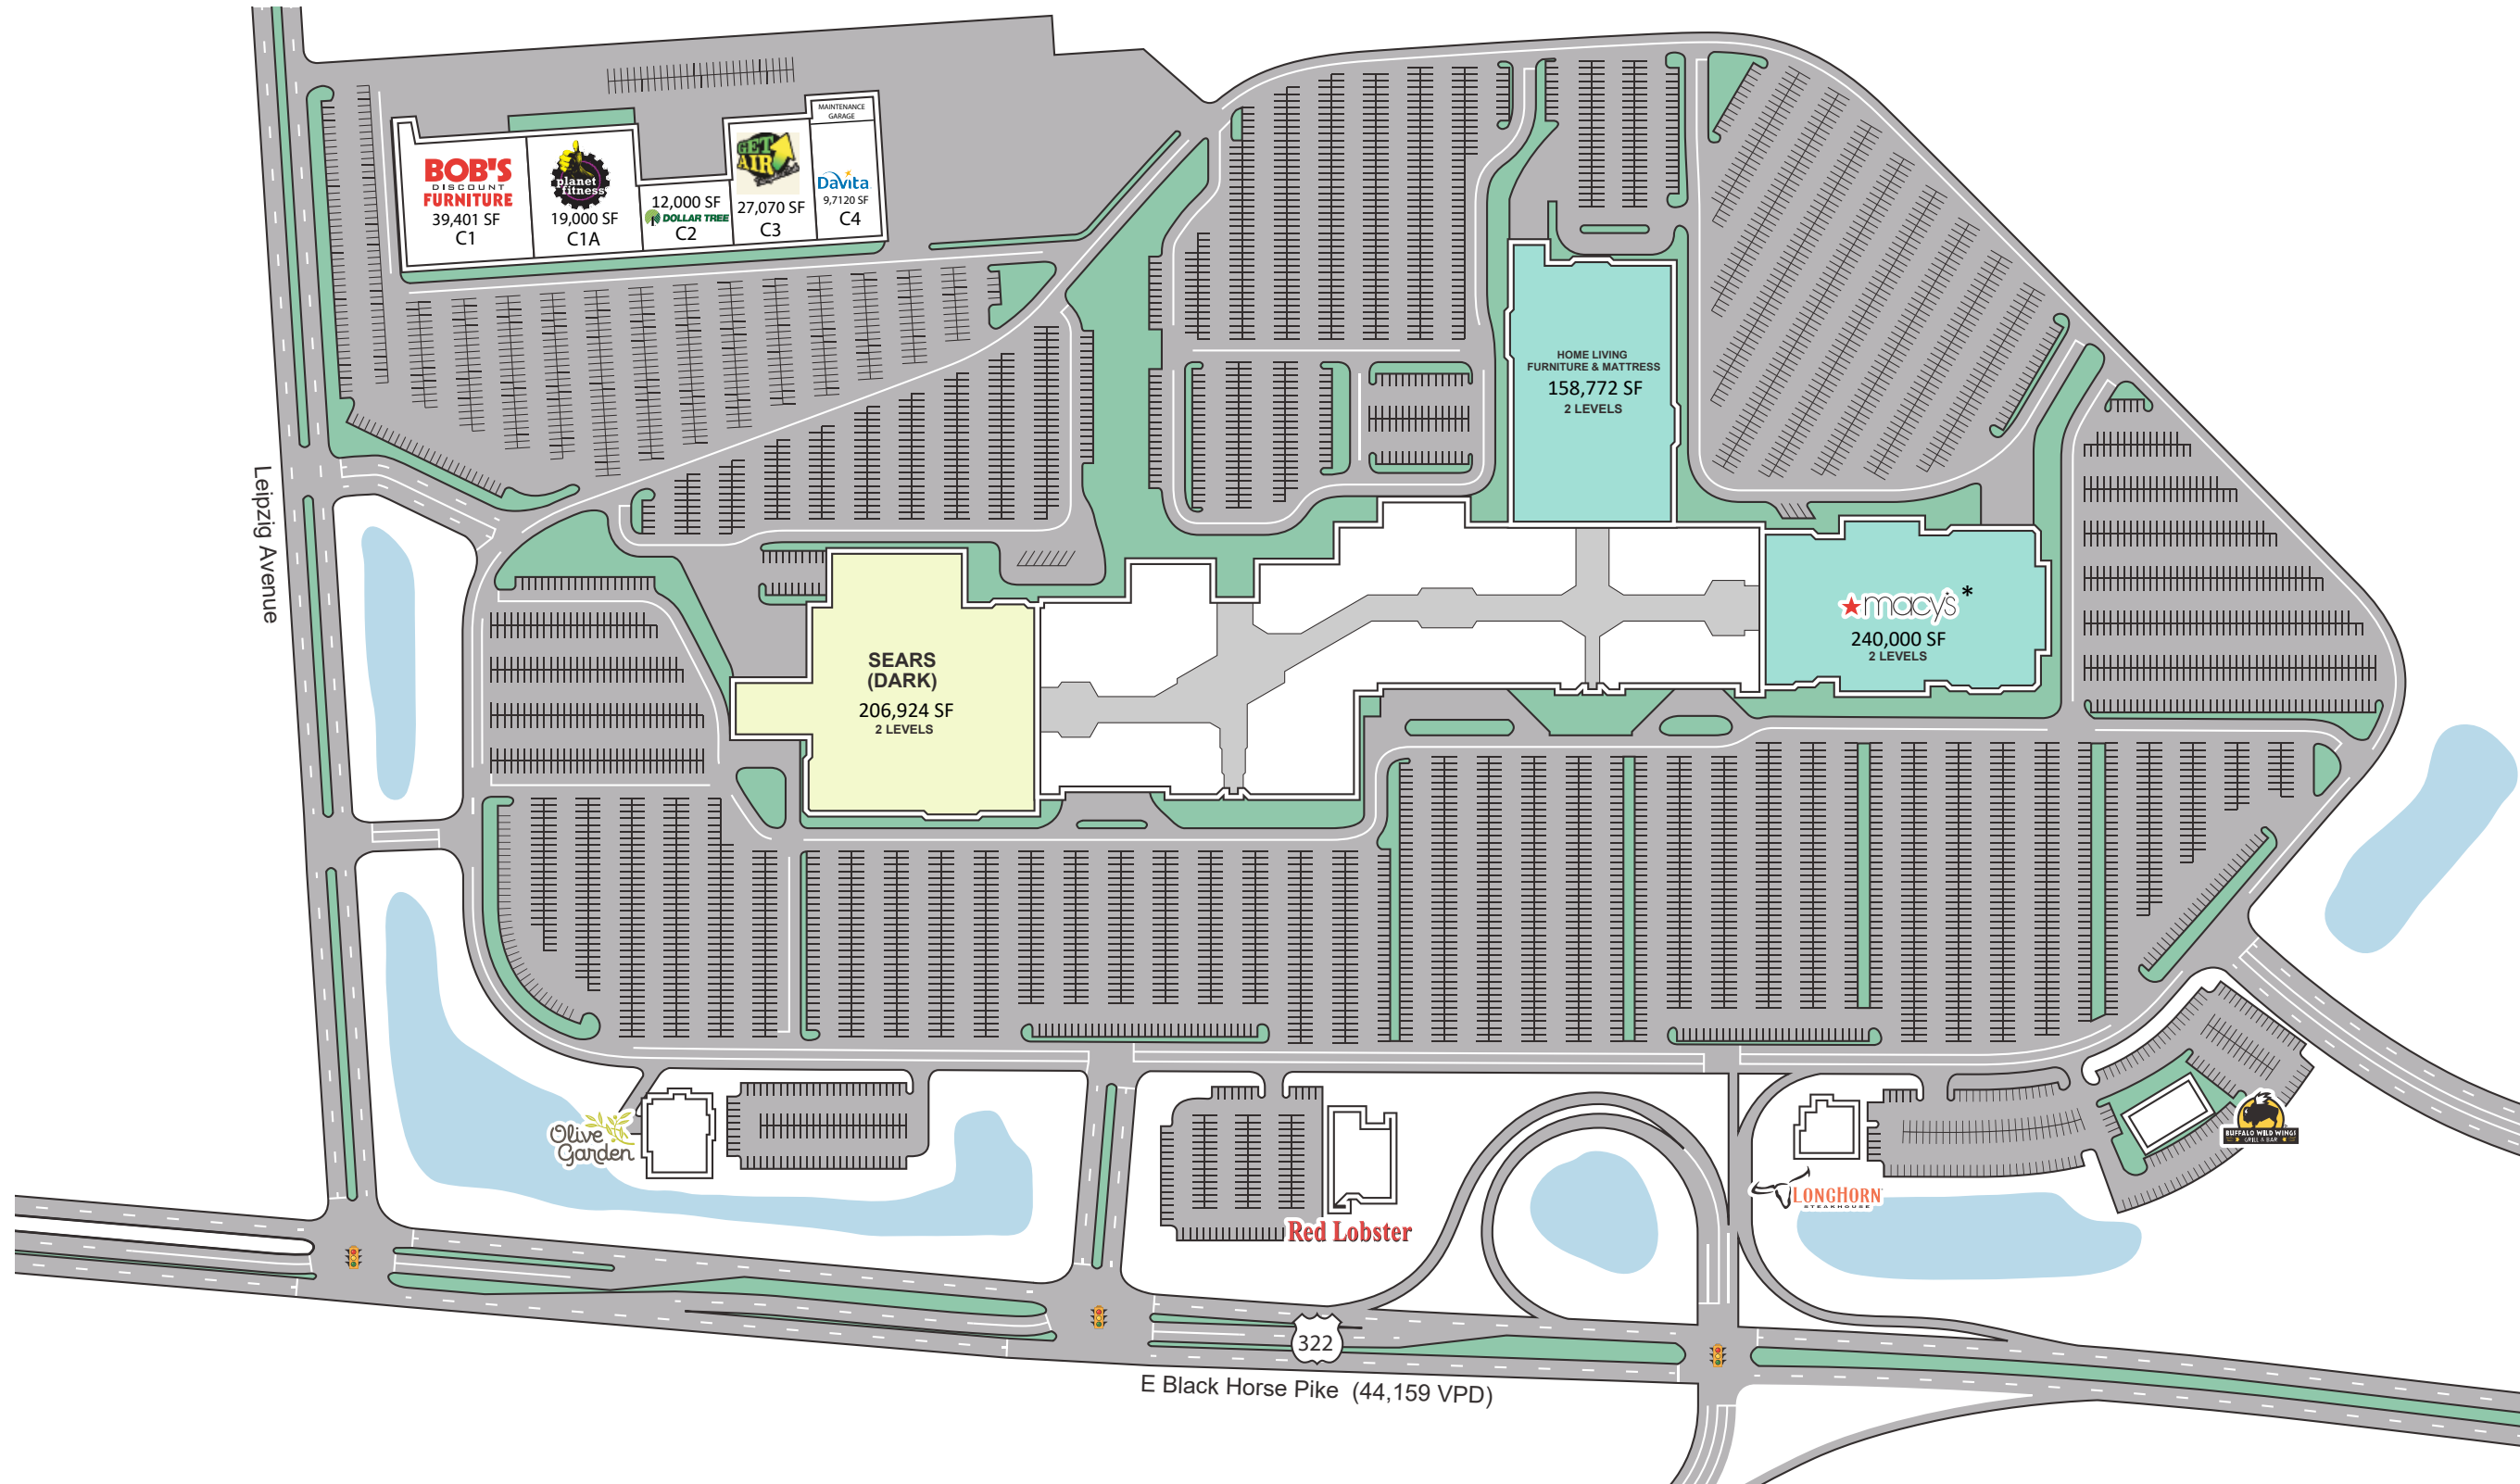 MAINTENANCE
GARAGE
BOB'S
DISCOUNT
FURNITURE
39,401 SF
C1
planet
fitness
19,000 SF
C1A
12,000 SF
DOLLAR TREE
C2
GET
AIR
27,070 SF
C3
DaVita
9,7120 SF
C4
HOME LIVING
FURNITURE & MATTRESS
158,772 SF
2 LEVELS
Leipzig Avenue
macy's *
240,000 SF
2 LEVELS
SEARS
(DARK)
206,924 SF
2 LEVELS
Olive
Garden
Red Lobster
LONGHORN
STEAKHOUSE
BUFFALO WILD WINGS
GRILL & BAR
322
E Black Horse Pike (44,159 VPD)